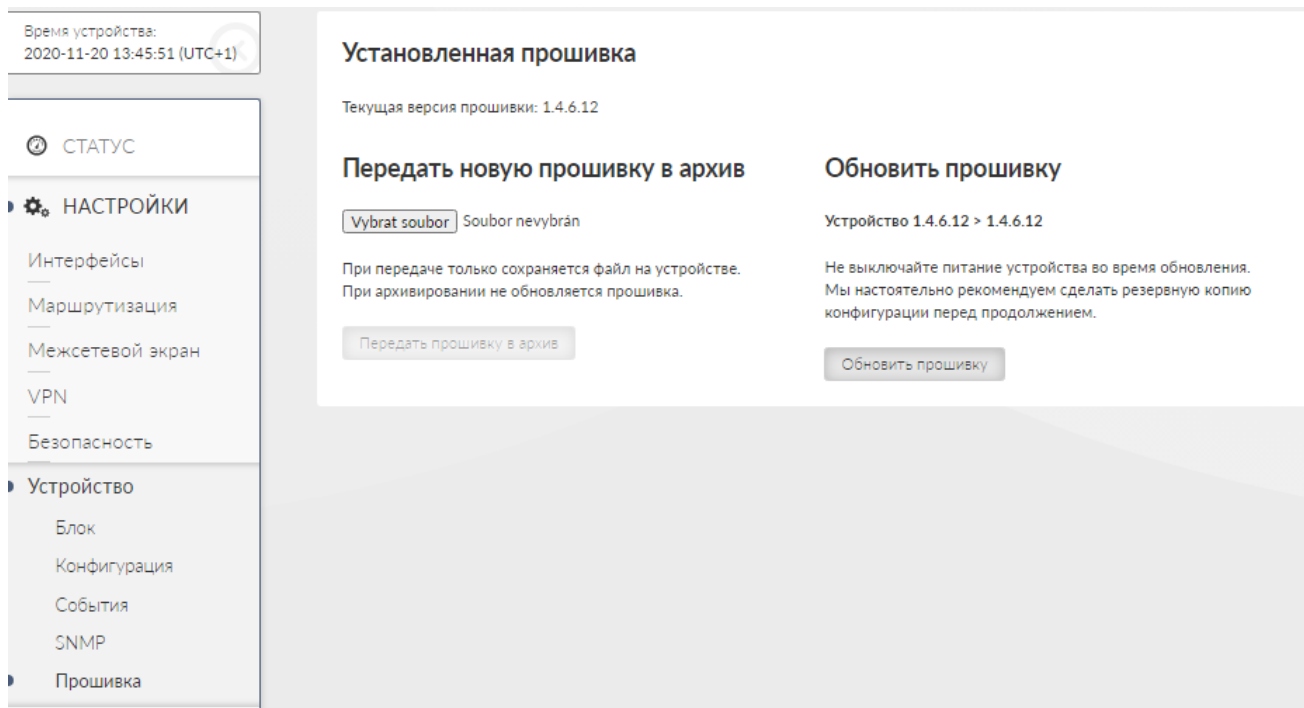 Время устройства:
2020-11-20 13:45:51 (UTC+1)
СТАТУС
НАСТРОЙКИ
Интерфейсы
Маршрутизация
Межсетевой экран
VPN
Безопасность
Устройство
Блок
Конфигурация
События
SNMP
Прошивка
Установленная прошивка
Текущая версия прошивки: 1.4.6.12
Передать новую прошивку в архив
Vybrat soubor Soubor nevybrán
При передаче только сохраняется файл на устройстве.
При архивировании не обновляется прошивка.
Передать прошивку в архив
Обновить прошивку
Устройство 1.4.6.12 > 1.4.6.12
Не выключайте питание устройства во время обновления.
Мы настоятельно рекомендуем сделать резервную копию
конфигурации перед продолжением.
Обновить прошивку